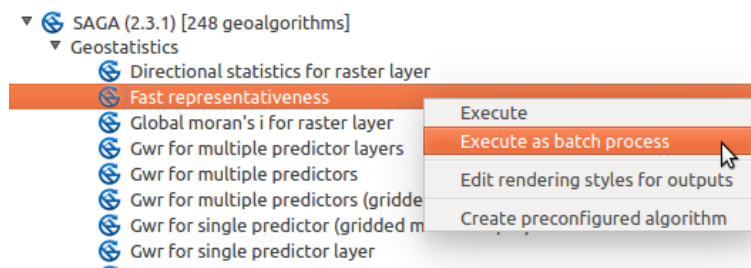 SAGA (2.3.1) [248 geoalgorithms]
Geostatistics
Directional statistics for raster layer
Fast representativeness
Global moran's i for raster layer
Gwr for multiple predictor layers
Gwr for multiple predictors
Gwr for multiple predictors (gridde
Gwr for single predictor (gridded m
Gwr for single predictor layer
Execute
Execute as batch process
Edit rendering styles for outputs
Create preconfigured algorithm